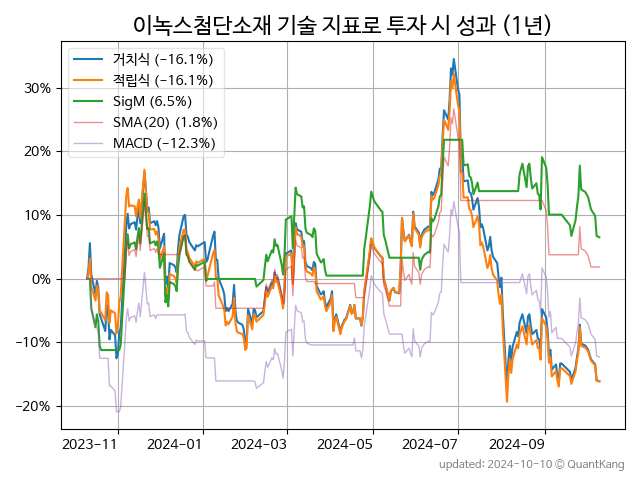 이녹스첨단소재 기술 지표로 투자 시 성과 (1년)
거치식 (-16.1%)
적립식 (-16.1%)
SigM (6.5%)
SMA(20) (1.8%)
MACD (-12.3%)
30%
20%
10%
0%
-10%
-20%
2023-11 2024-01 2024-03 2024-05 2024-07 2024-09
updated: 2024-10-10 © QuantKang